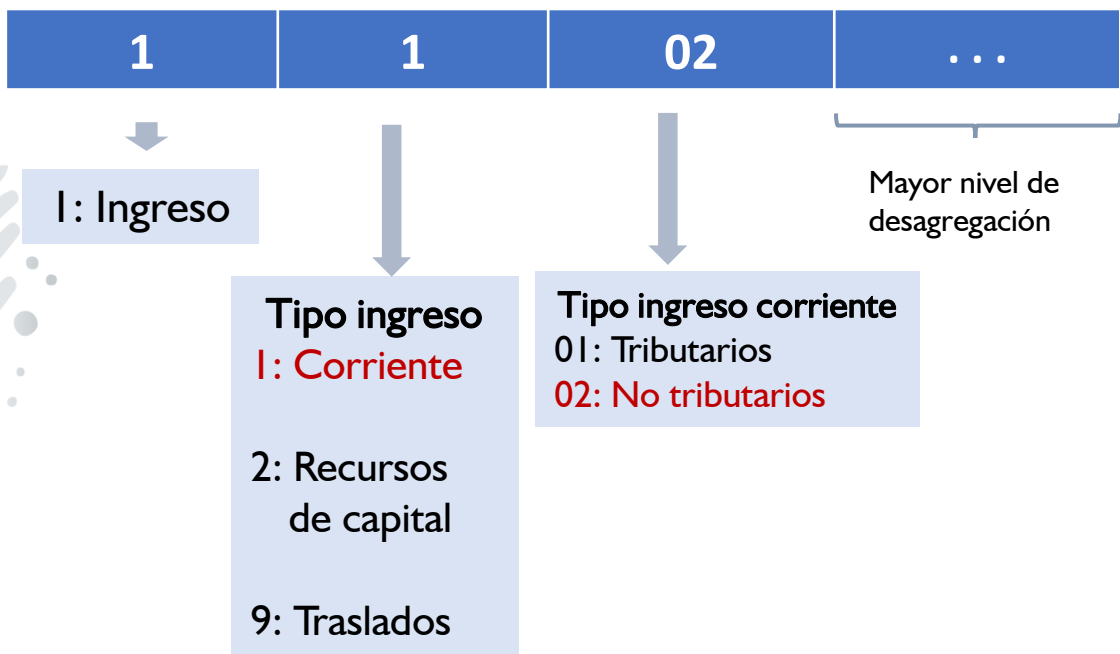 1 1 02 ...
1: Ingreso
Tipo ingreso
1: Corriente
2: Recursos
de capital
9: Traslados
Tipo ingreso corriente
01: Tributarios
02: No tributarios
Mayor nivel de
desagregación